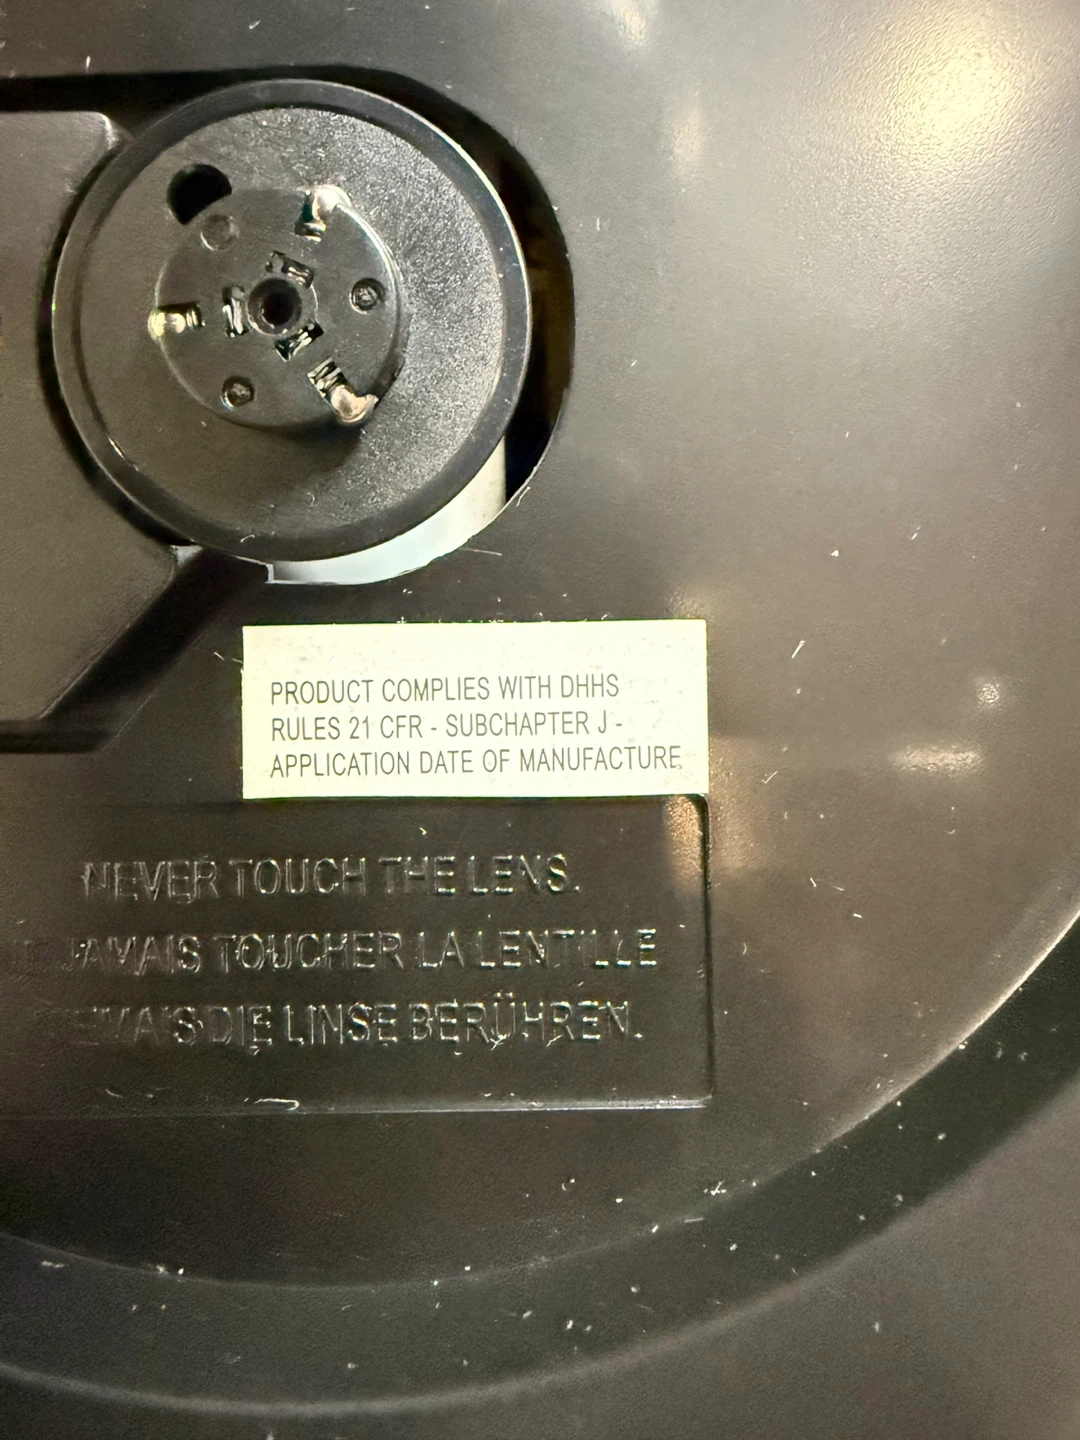 PRODUCT COMPLIES WITH DHHS
RULES 21 CFR - SUBCHAPTER J -
APPLICATION DATE OF MANUFACTURE
NEVER TOUCH THE LENS.
JAMAIS TOUCHER LA LENTILLE
DIE LINSE BERÜHREN.